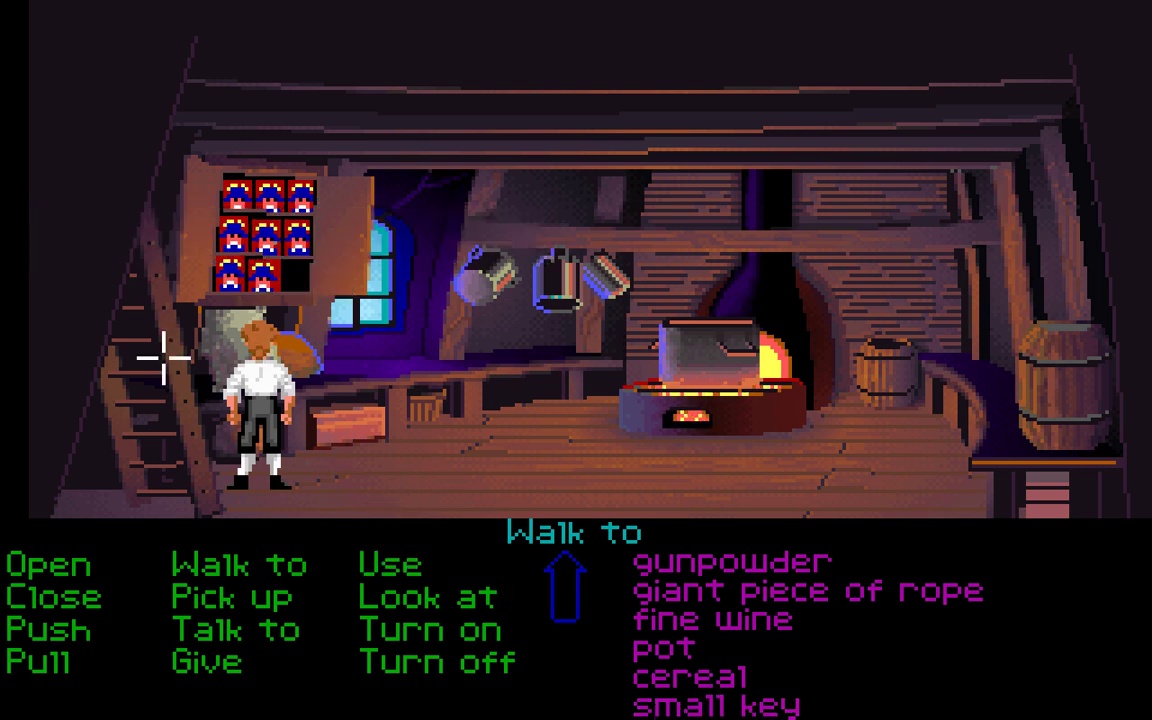 Walk to
Open Walk to Use
Close Pick up Look at
Push Talk to Turn on
Pull Give Turn off
gunpowder
giant piece of rope
fine wine
pot
cereal
small key